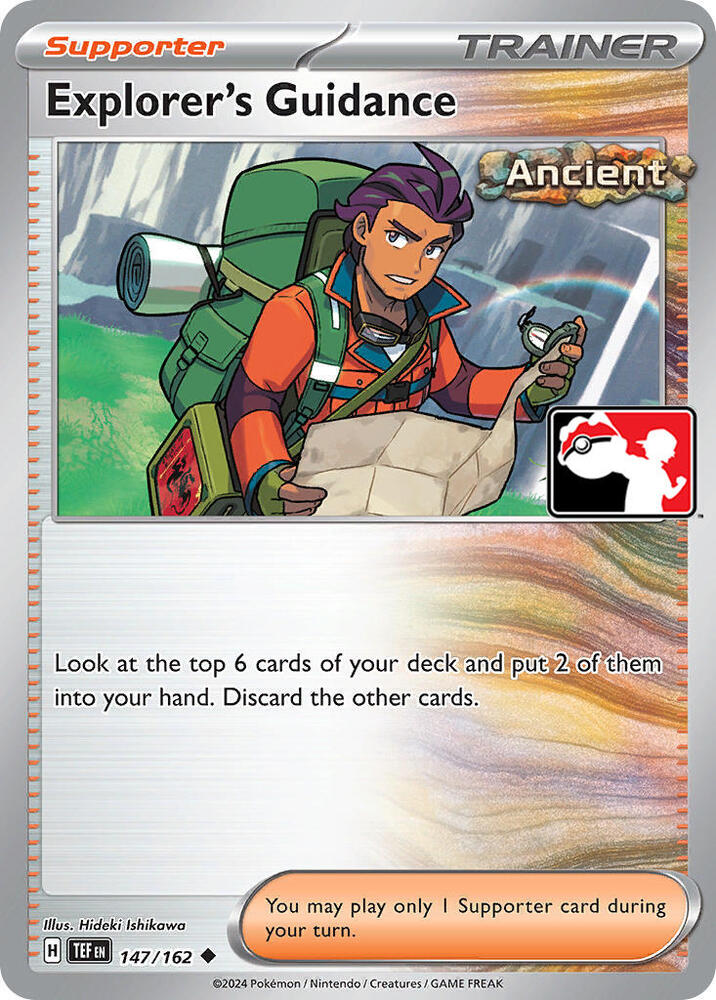 Supporter
TRAINER
Explorer's Guidance
Ancient
Look at the top 6 cards of your deck and put 2 of them
into your hand. Discard the other cards.
You may play only 1 Supporter card during
your turn.
Illus. Hideki Ishikawa
H TEF EN 147/162
©2024 Pokémon / Nintendo / Creatures / GAME FREAK